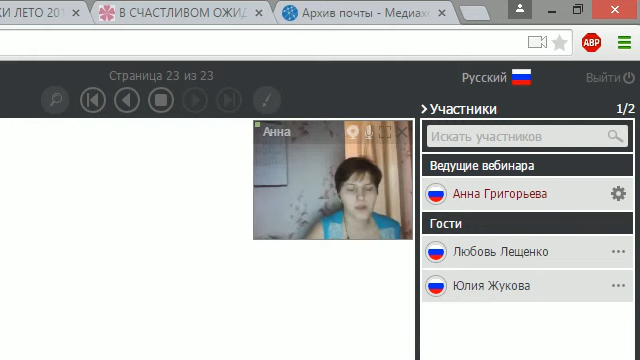 КИ ЛЕТО 201
В СЧАСТЛИВОМ ОЖИД
Архив почты - Медиахо
ABP
Страница 23 из 23
Русский
Выйти
Участники 1/2
Анна
Искать участников
Ведущие вебинара
Анна Григорьева
Гости
Любовь Лещенко
Юлия Жукова